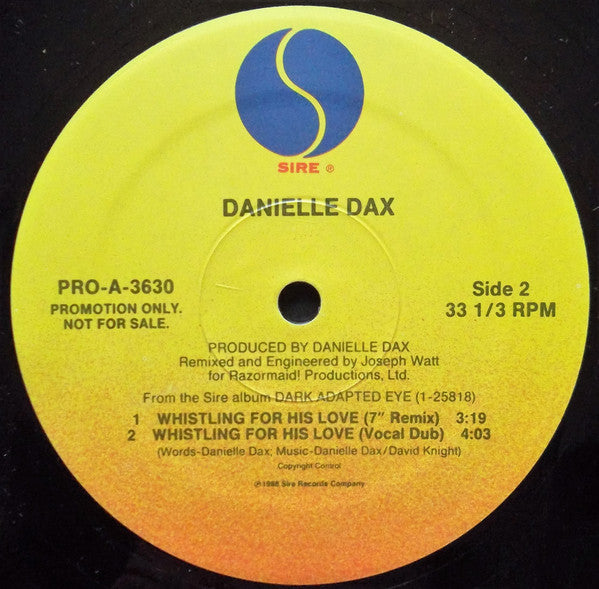 SIRE ®
DANIELLE DAX
PRO-A-3630
PROMOTION ONLY.
NOT FOR SALE.
Side 2
33 1/3 RPM
PRODUCED BY DANIELLE DAX
Remixed and Engineered by Joseph Watt
for Razormaid! Productions, Ltd.
From the Sire album DARK ADAPTED EYE (1-25818)
1 WHISTLING FOR HIS LOVE (7" Remix) 3:19
2 WHISTLING FOR HIS LOVE (Vocal Dub) 4:03
(Words-Danielle Dax; Music-Danielle Dax/David Knight)
Copyright Control
℗ 1988 Sire Records Company